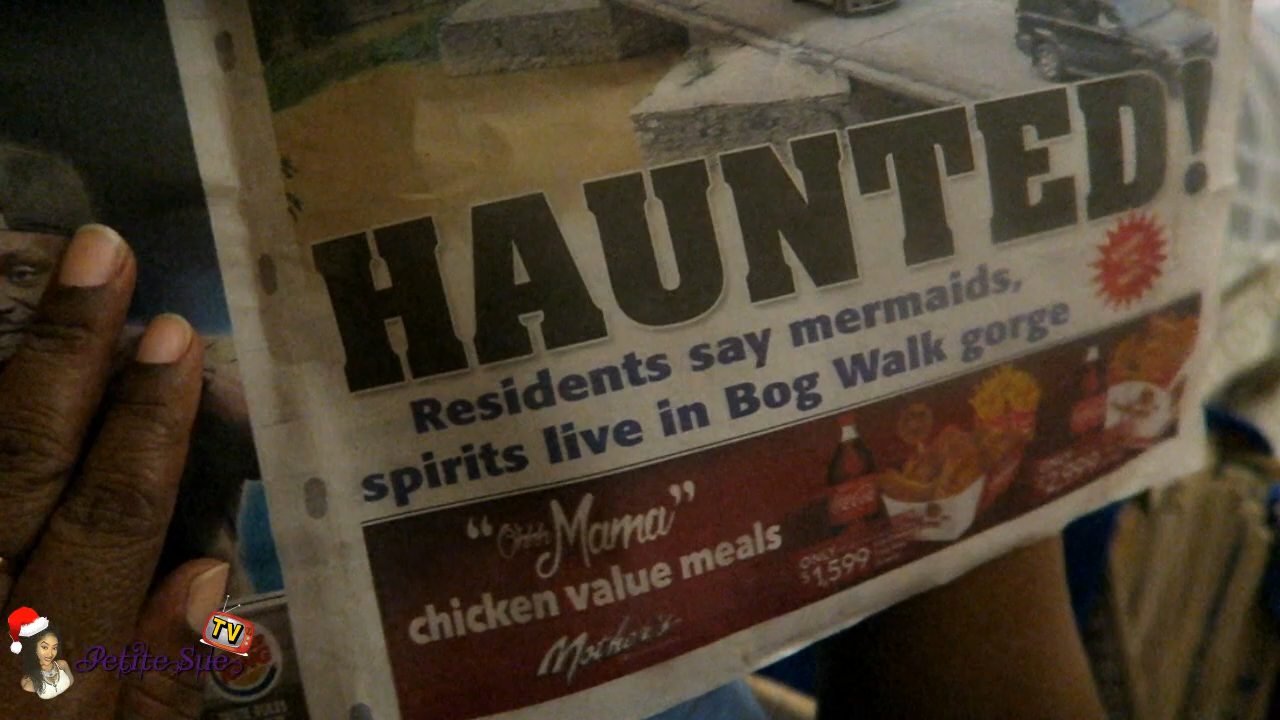 HAUNTED!
Residents say mermaids,
spirits live in Bog Walk gorge
“Ohhh Mama”
chicken value meals
Mother's
ONLY
$1,599
TV
Petite Sue